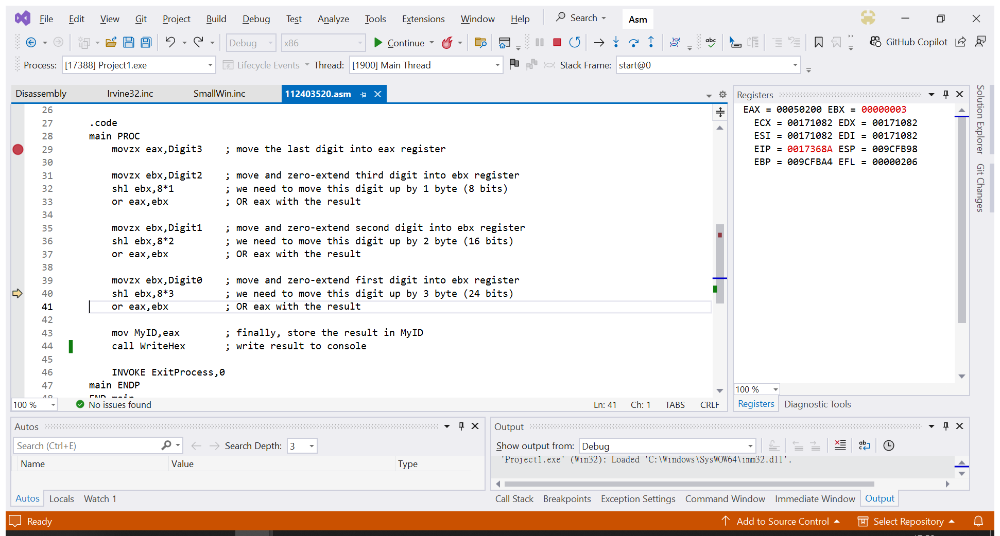 File Edit View Git Project Build Debug Test Analyze Tools Extensions Window Help Search Asm
Debug x86 Continue abc GitHub Copilot
Process: [17388] Project1.exe Lifecycle Events Thread: [1900] Main Thread Stack Frame: start@0
Disassembly Irvine32.inc SmallWin.inc 112403520.asm
26
27 .code
28 main PROC
29 movzx eax,Digit3 ; move the last digit into eax register
30
31 movzx ebx,Digit2 ; move and zero-extend third digit into ebx register
32 shl ebx,8*1 ; we need to move this digit up by 1 byte (8 bits)
33 or eax,ebx ; OR eax with the result
34
35 movzx ebx,Digit1 ; move and zero-extend second digit into ebx register
36 shl ebx,8*2 ; we need to move this digit up by 2 byte (16 bits)
37 or eax,ebx ; OR eax with the result
38
39 movzx ebx,Digit0 ; move and zero-extend first digit into ebx register
40 shl ebx,8*3 ; we need to move this digit up by 3 byte (24 bits)
41 or eax,ebx ; OR eax with the result
42
43 mov MyID,eax ; finally, store the result in MyID
44 call WriteHex ; write result to console
45
46 INVOKE ExitProcess,0
47 main ENDP
48 END main
100 % No issues found Ln: 41 Ch: 1 TABS CRLF
Registers
EAX = 00050200 EBX = 00000003
ECX = 00171082 EDX = 00171082
ESI = 00171082 EDI = 00171082
EIP = 0017368A ESP = 009CFB98
EBP = 009CFBA4 EFL = 00000206
100 %
Registers Diagnostic Tools
Solution Explorer
Git Changes
Autos
Search (Ctrl+E) Search Depth: 3
Name Value Type
Autos Locals Watch 1
Output
Show output from: Debug
'Project1.exe' (Win32): Loaded 'C:\Windows\SysWOW64\imm32.dll'.
Call Stack Breakpoints Exception Settings Command Window Immediate Window Output
Ready Add to Source Control Select Repository